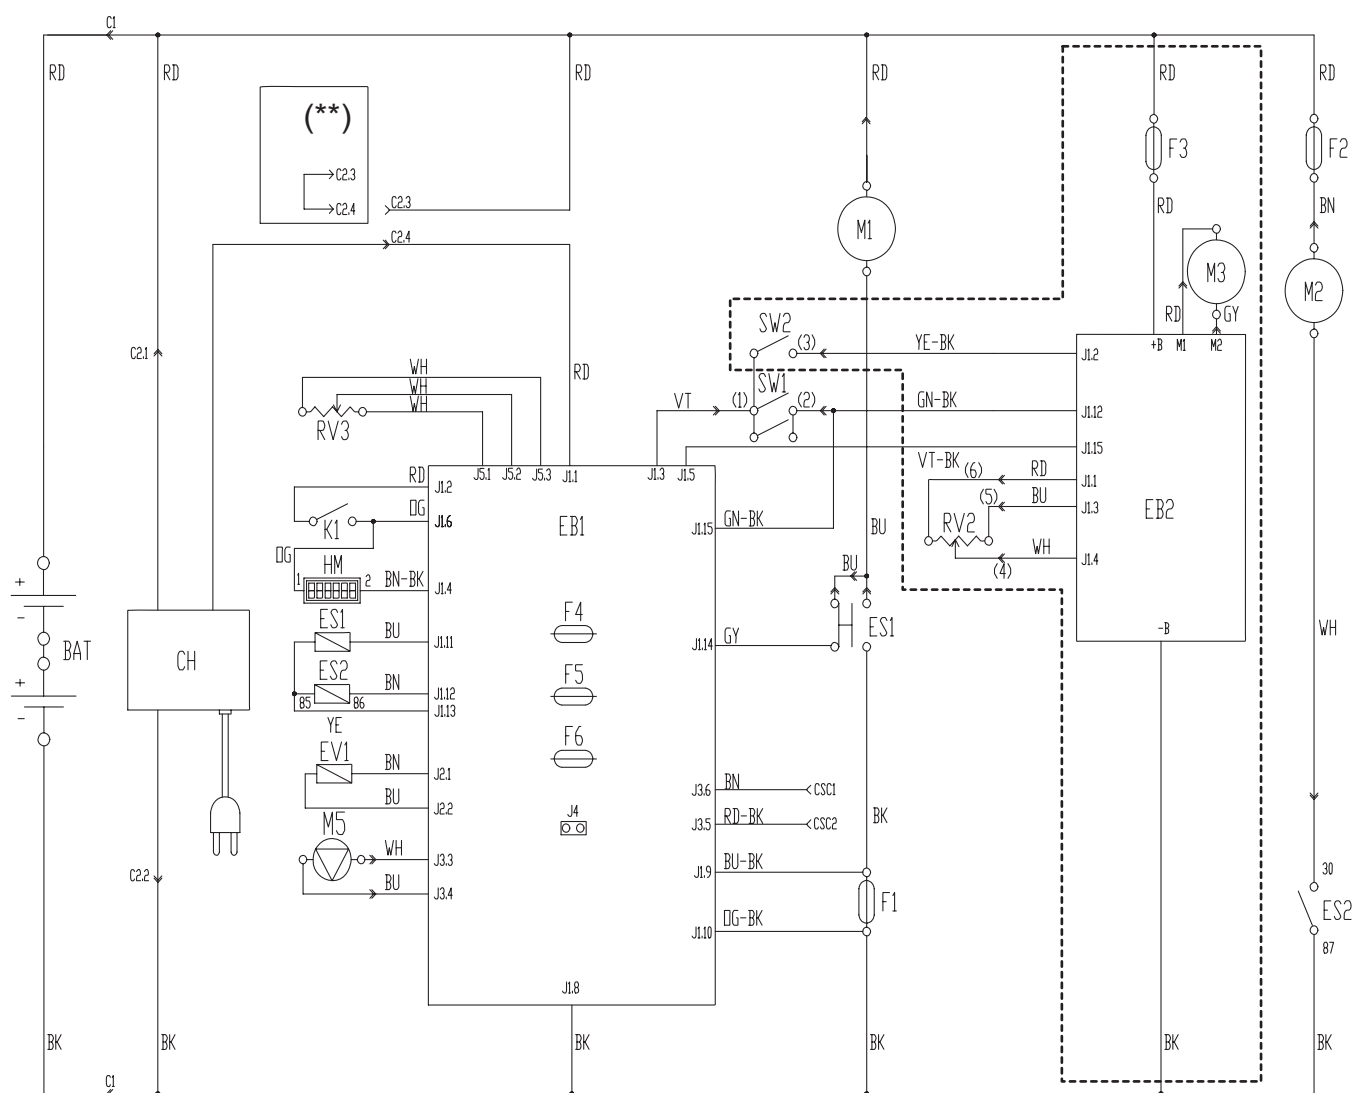 C1
RD RD RD RD RD RD
(**)
C2.3
C2.4
C2.3
C2.4
F3 F2
RD BN
M1
M3
M2
RD GY
+B M1 M2
C2.1
SW2
(3) YE-BK J1.2
WH
WH
WH
RD
RV3
SW1
VT (1) (2) GN-BK J1.12
J1.15
VT-BK (6) RD J1.1
(5) BU J1.3
RV2
WH J1.4
(4)
EB2
-B
J5.1 J5.2 J5.3 J1.1 J1.3 J1.5
RD J1.2
OG J1.6
K1
EB1
J1.15 GN-BK
BU
OG
HM
1 2 BN-BK J1.4
BU
ES1 BU J1.11
F4
ES1
J1.14 GY
WH
+
-
BAT
+
-
CH
ES2 BN J1.12
85 86 J1.13
YE
F5
EV1 BN J2.1
BU J2.2
F6
J4
J3.6 BN CSC1
J3.5 RD-BK CSC2
BK
M5
WH J3.3
BU J3.4
J1.9 BU-BK
F1
J1.10 OG-BK
C2.2
30
ES2
87
J1.8
BK BK BK BK BK BK
C1